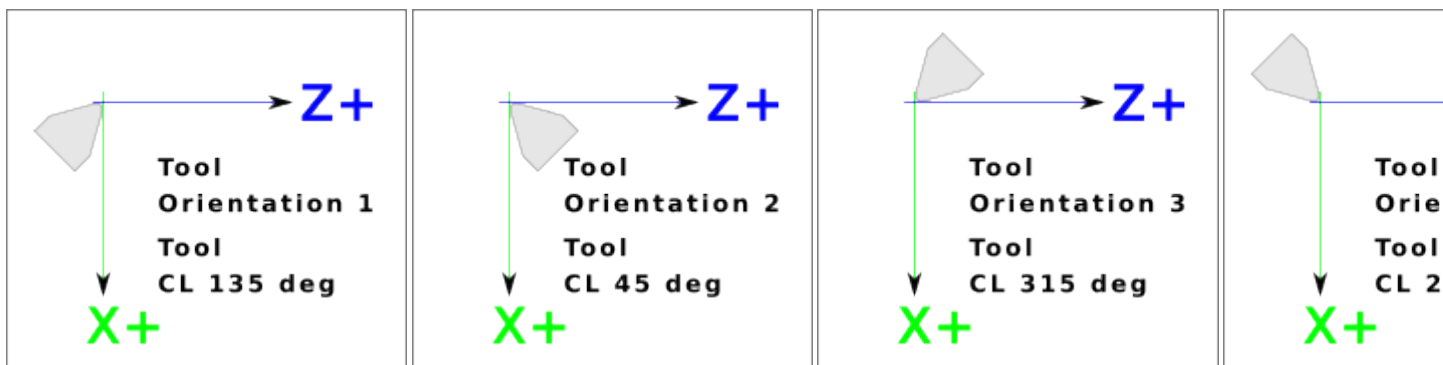 Z+
Tool
Orientation 1
Tool
CL 135 deg
X+
Z+
Tool
Orientation 2
Tool
CL 45 deg
X+
Z+
Tool
Orientation 3
Tool
CL 315 deg
X+
Tool
Tool
CL
X+